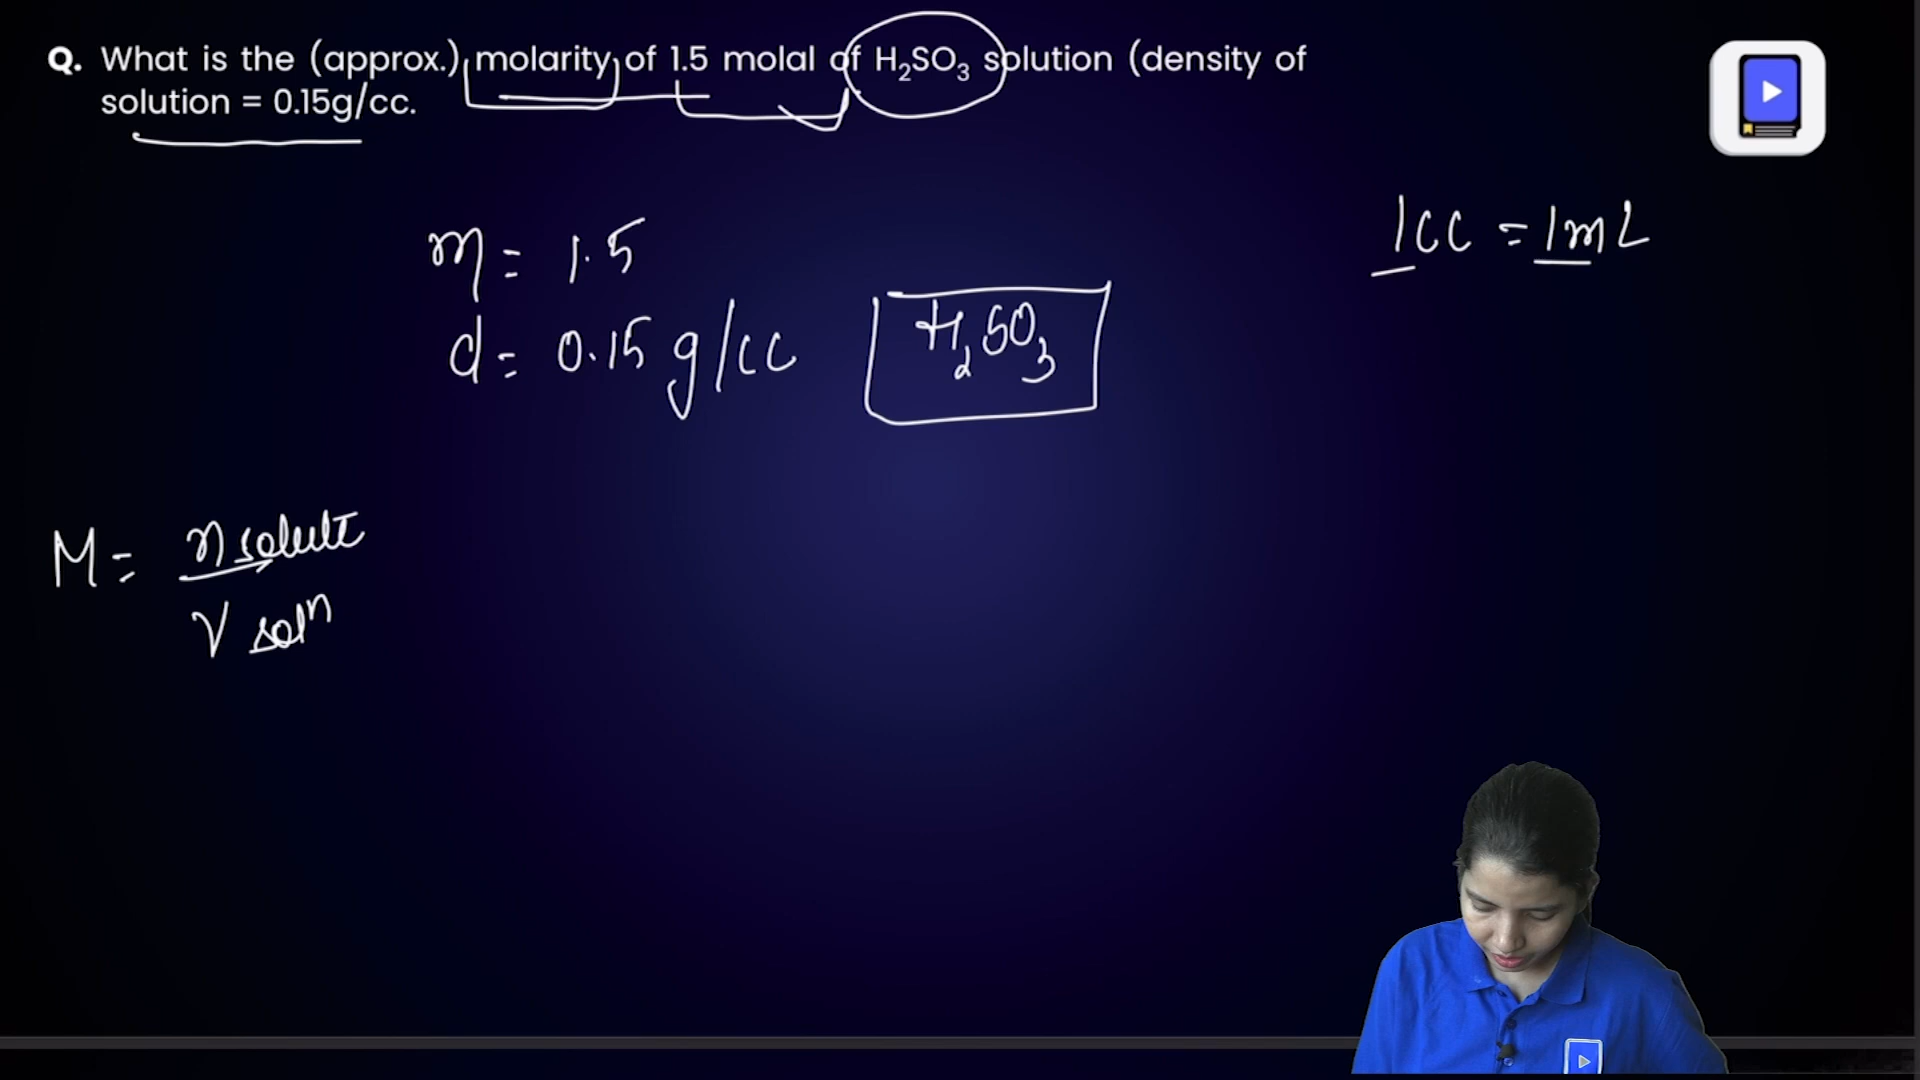 Q. What is the (approx.) molarity of 1.5 molal of H₂SO₃ solution (density of
solution = 0.15g/cc.
1CC = 1mL
m = 1.5
d = 0.15 g/cc
H₂SO₃
M = n solute
V solⁿ